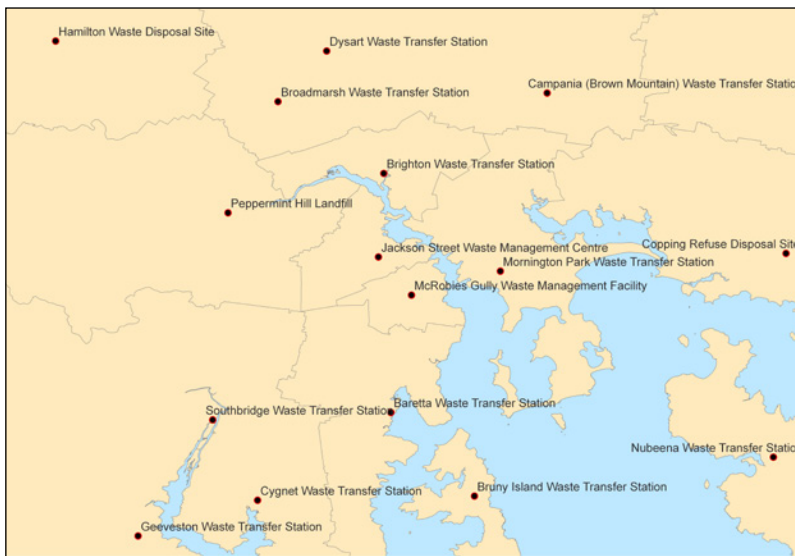 Hamilton Waste Disposal Site
Dysart Waste Transfer Station
Campania (Brown Mountain) Waste Transfer Statio
Broadmarsh Waste Transfer Station
Brighton Waste Transfer Station
Peppermint Hill Landfill
Jackson Street Waste Management Centre
Copping Refuse Disposal Site
Mornington Park Waste Transfer Station
McRobies Gully Waste Management Facility
Baretta Waste Transfer Station
Southbridge Waste Transfer Station
Nubeena Waste Transfer Statio
Bruny Island Waste Transfer Station
Cygnet Waste Transfer Station
Geeveston Waste Transfer Station